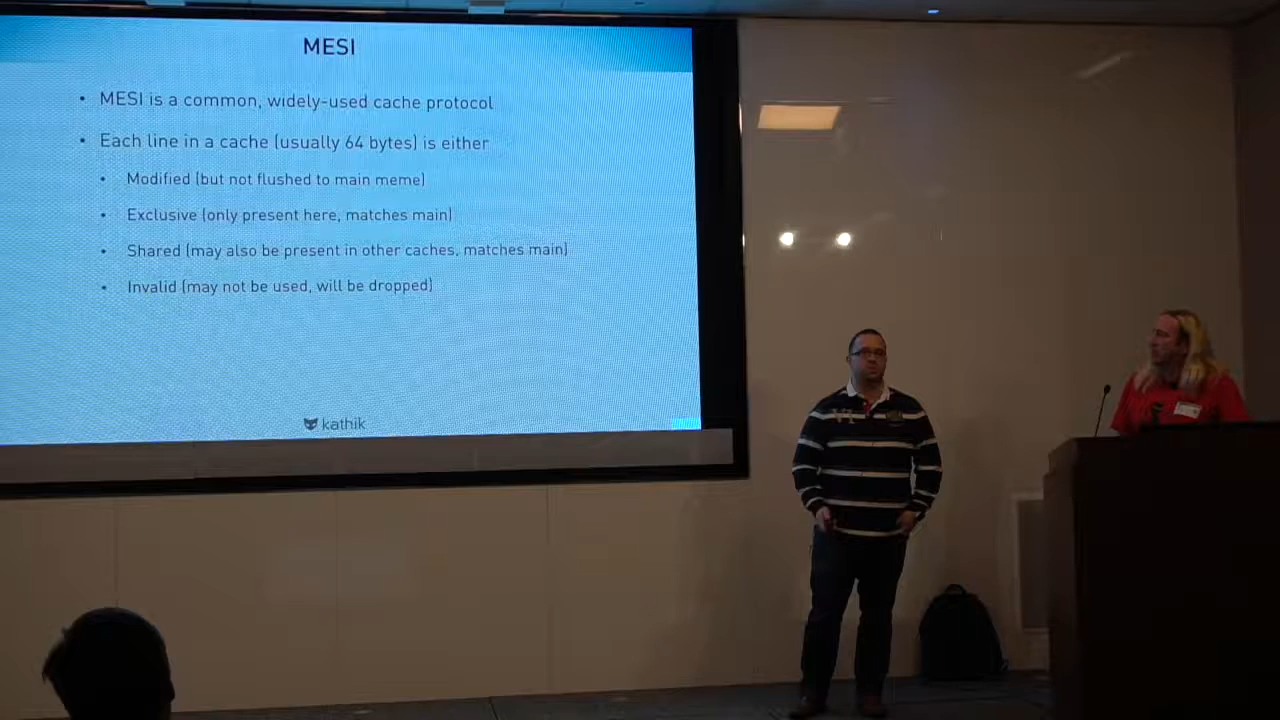 MESI
• MESI is a common, widely-used cache protocol
• Each line in a cache (usually 64 bytes) is either
• Modified (but not flushed to main meme)
• Exclusive (only present here, matches main)
• Shared (may also be present in other caches, matches main)
• Invalid (may not be used, will be dropped)
kathik